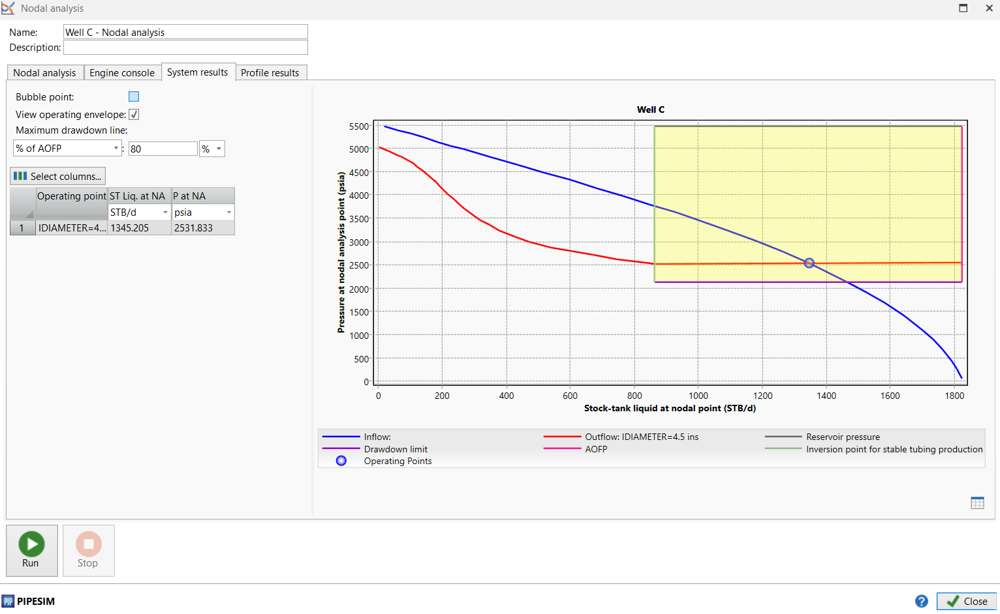 Nodal analysis
Name: Well C - Nodal analysis
Description:
Nodal analysis Engine console System results Profile results
Bubble point:
View operating envelope:
Maximum drawdown line:
% of AOFP : 80 %
Select columns...
Operating point ST Liq. at NA P at NA
STB/d psia
1 IDIAMETER=4... 1345.205 2531.833
Well C
Pressure at nodal analysis point (psia)
5500
5000
4500
4000
3500
3000
2500
2000
1500
1000
500
0
0 200 400 600 800 1000 1200 1400 1600 1800
Stock-tank liquid at nodal point (STB/d)
Inflow: Outflow: IDIAMETER=4.5 ins Reservoir pressure
Drawdown limit AOFP Inversion point for stable tubing production
Operating Points
Run Stop
PIP PIPESIM ? Close